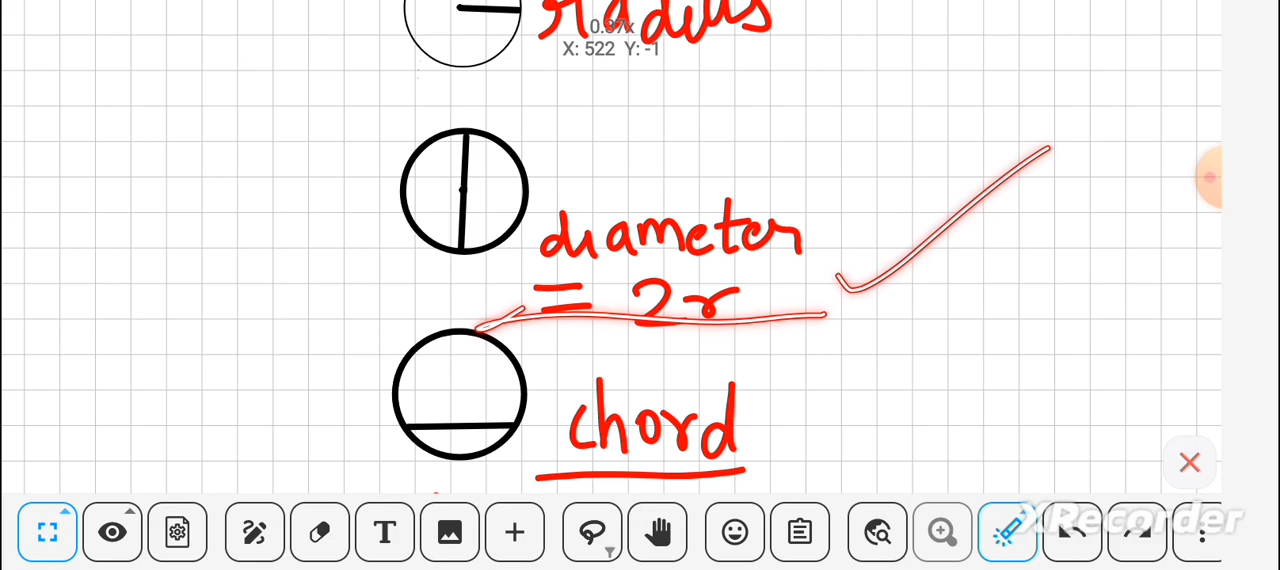 radius
0.37x
X: 522 Y: -1
diameter
= 2r
chord
T
XRecorder